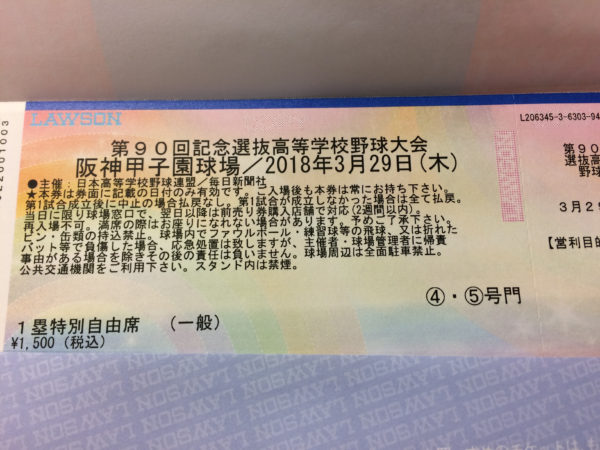 LAWSON
L206345-3-6303-94
第90回記念選抜高等学校野球大会
阪神甲子園球場／2018年3月29日(木)
●主催：日本高等学校野球連盟／毎日新聞社
★本券は券面に記載の日付のみ有効です。ご入場後も本券は常にお持ち下さい。
第1試合成立後に中止の場合払戻なし。第1試合が成立しなかった場合は全て払戻。
当日に限り球場窓口で、翌日以降は前売り券購入店舗で対応(2週間以内)。
再入場不可。満席の際はお座りになれない事もございます。予めご了承下さい。
ビン・缶類の持込禁止。球場内でファウルボール・練習球等の飛球、又は折れた
バット等で負傷した場合、応急処置は致しますが、主催者・球場管理者に帰責
事由がある場合を除きその後の責任は負いません。球場周辺は全面駐車禁止。
公共交通機関をご利用下さい。スタンド内は禁煙。
④・⑤号門
1塁特別自由席　(一般)
¥1,500(税込)
第90
選抜高
野球
3月2
【営利目的